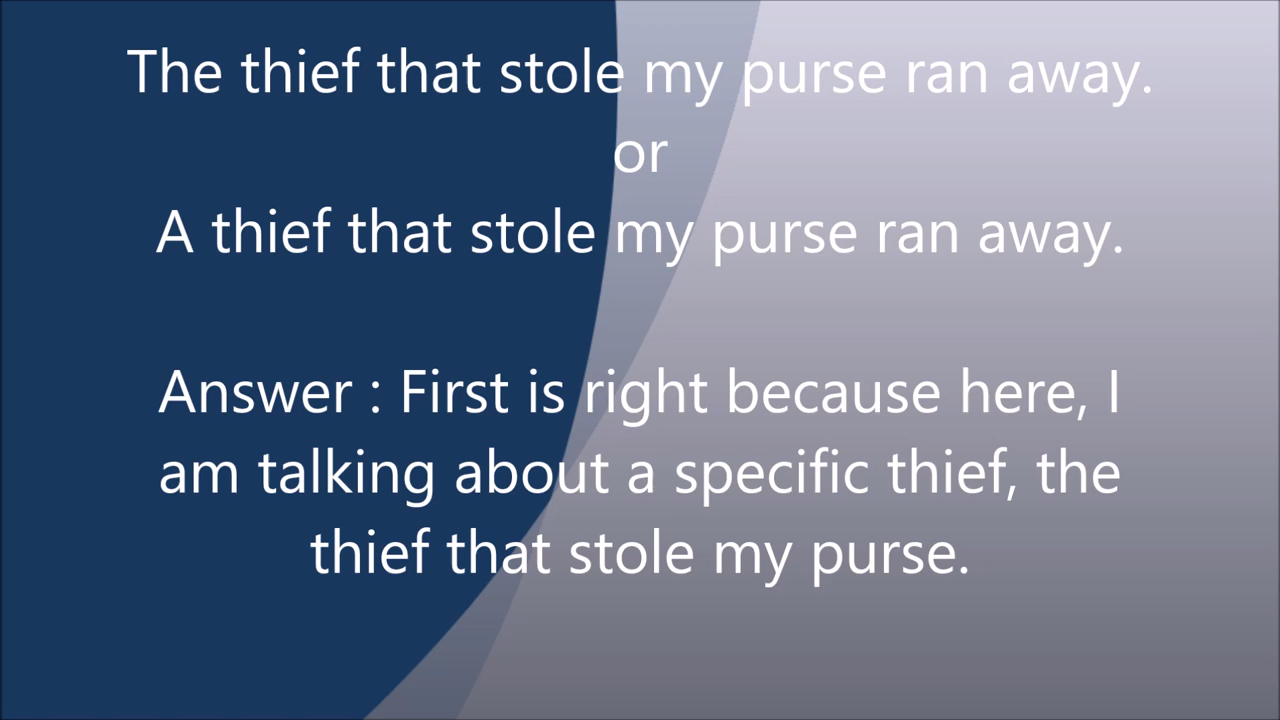 The thief that stole my purse ran away.
or
A thief that stole my purse ran away.
Answer : First is right because here, I
am talking about a specific thief, the
thief that stole my purse.